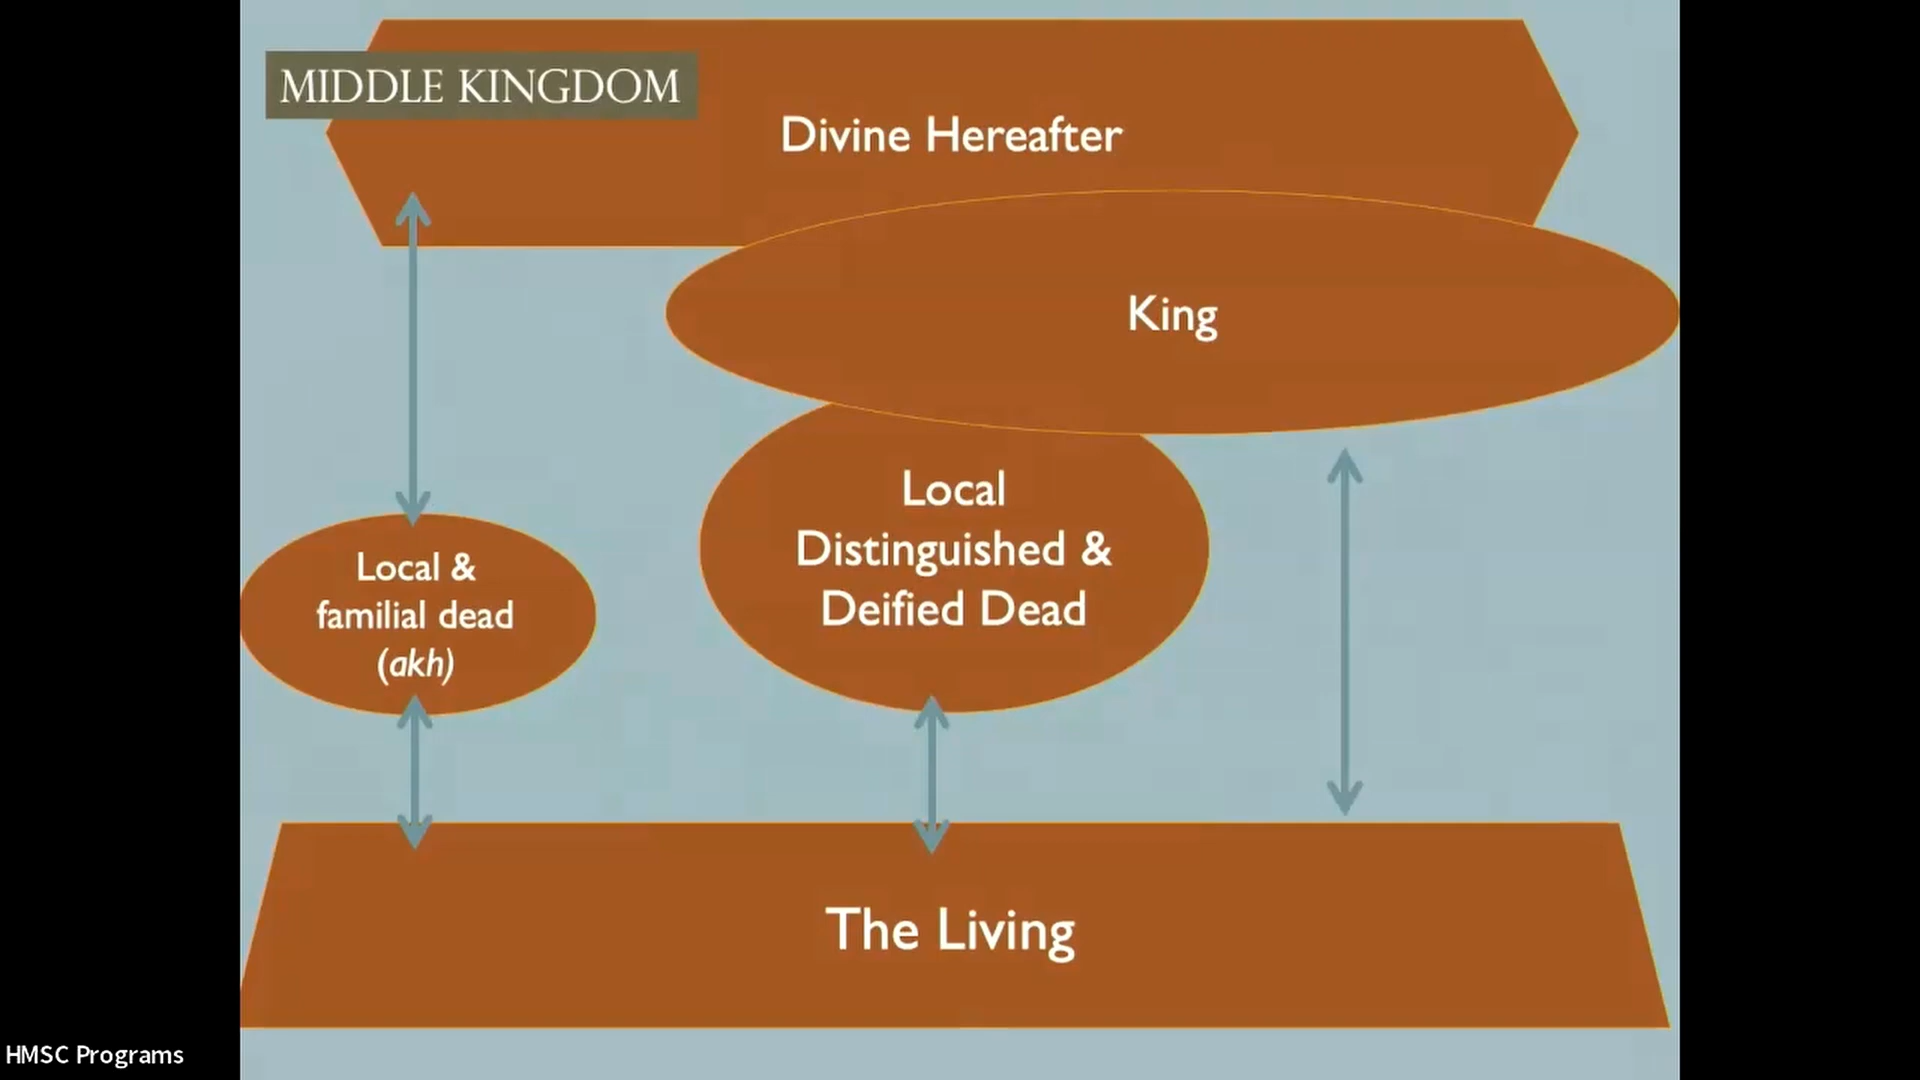 MIDDLE KINGDOM
Divine Hereafter
King
Local
Distinguished &
Deified Dead
Local &
familial dead
(akh)
The Living
HMSC Programs